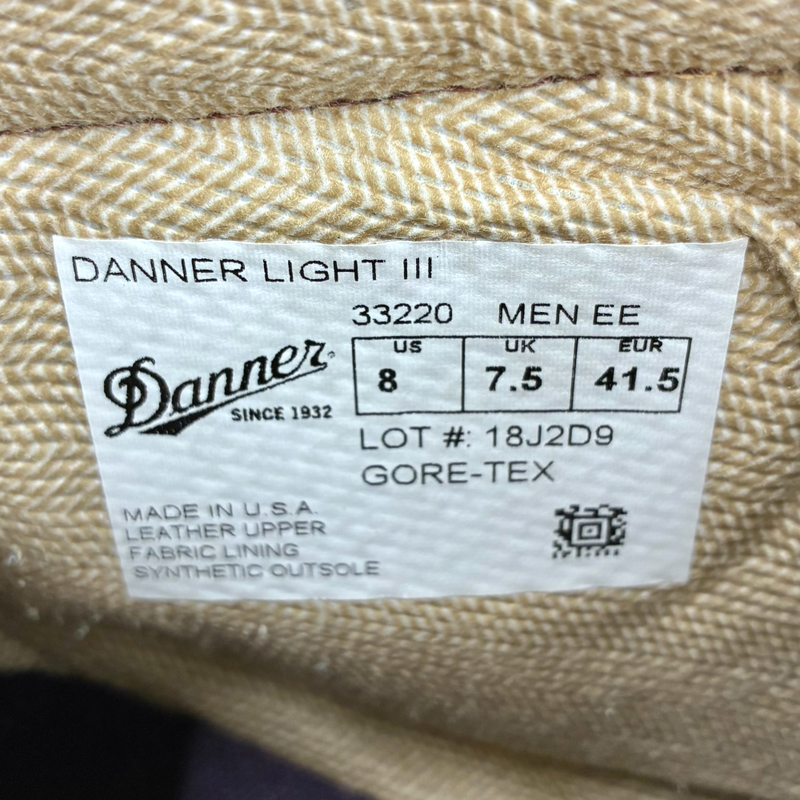 DANNER LIGHT III
33220 MEN EE
US UK EUR
8 7.5 41.5
Danner
SINCE 1932
LOT #: 18J2D9
GORE-TEX
MADE IN U.S.A.
LEATHER UPPER
FABRIC LINING
SYNTHETIC OUTSOLE